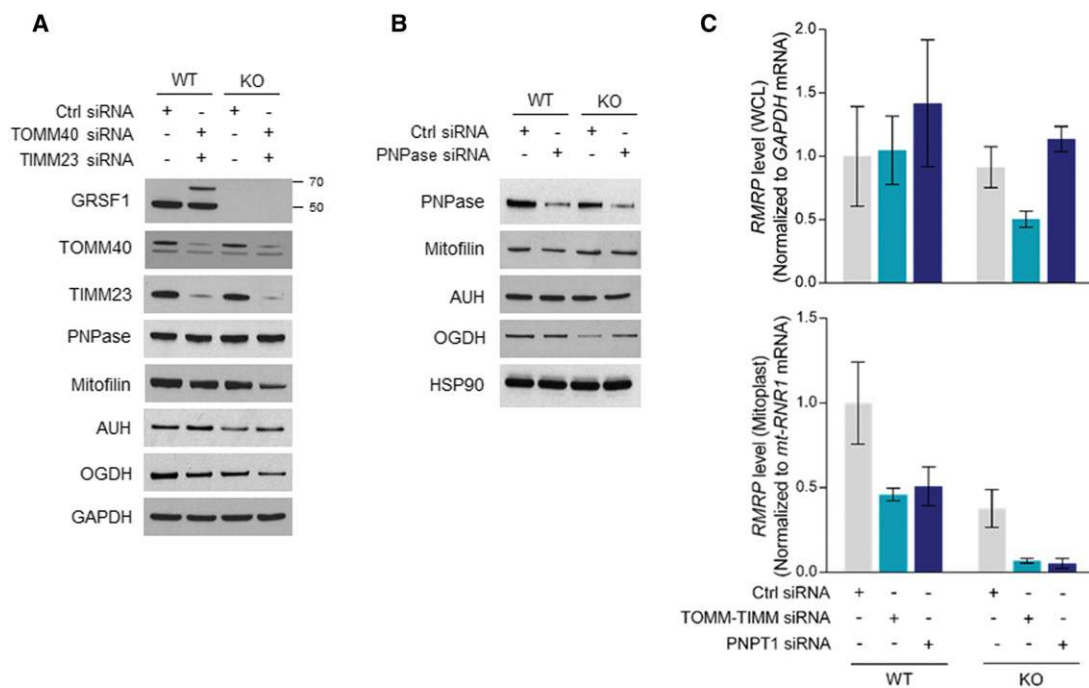 A
WT KO
Ctrl siRNA + - + -
TOMM40 siRNA - + - +
TIMM23 siRNA - + - +
GRSF1
70
50
TOMM40
TIMM23
PNPase
Mitofilin
AUH
OGDH
GAPDH
B
WT KO
Ctrl siRNA + - + -
PNPase siRNA - + - +
PNPase
Mitofilin
AUH
OGDH
HSP90
C
RMRP level (WCL)
(Normalized to GAPDH mRNA)
2.0
1.5
1.0
0.5
0.0
RMRP level (Mitoplast)
(Normalized to mt-RNR1 mRNA)
1.5
1.0
0.5
0.0
Ctrl siRNA + - - + - -
TOMM-TIMM siRNA - + - - + -
PNPT1 siRNA - - + - - +
WT KO